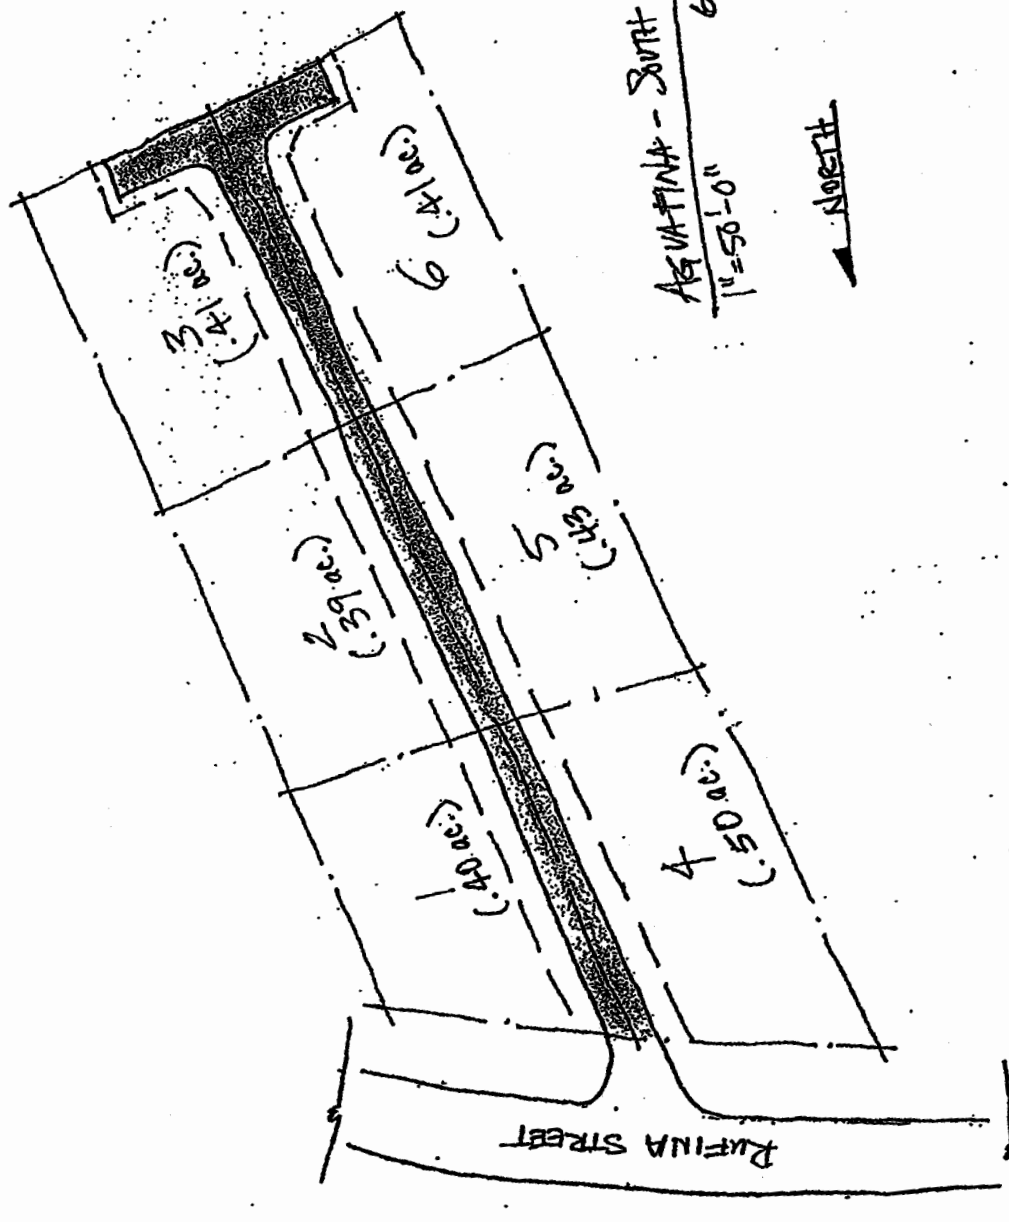 AGUAFINA - SOUTH
1"=50'-0"
6
NORTH
3
(.41 ac.)
6 (.41 ac.)
2
(.39 ac.)
5
(.43 ac.)
1
(.40 ac.)
4
(.50 ac.)
RUFINA STREET